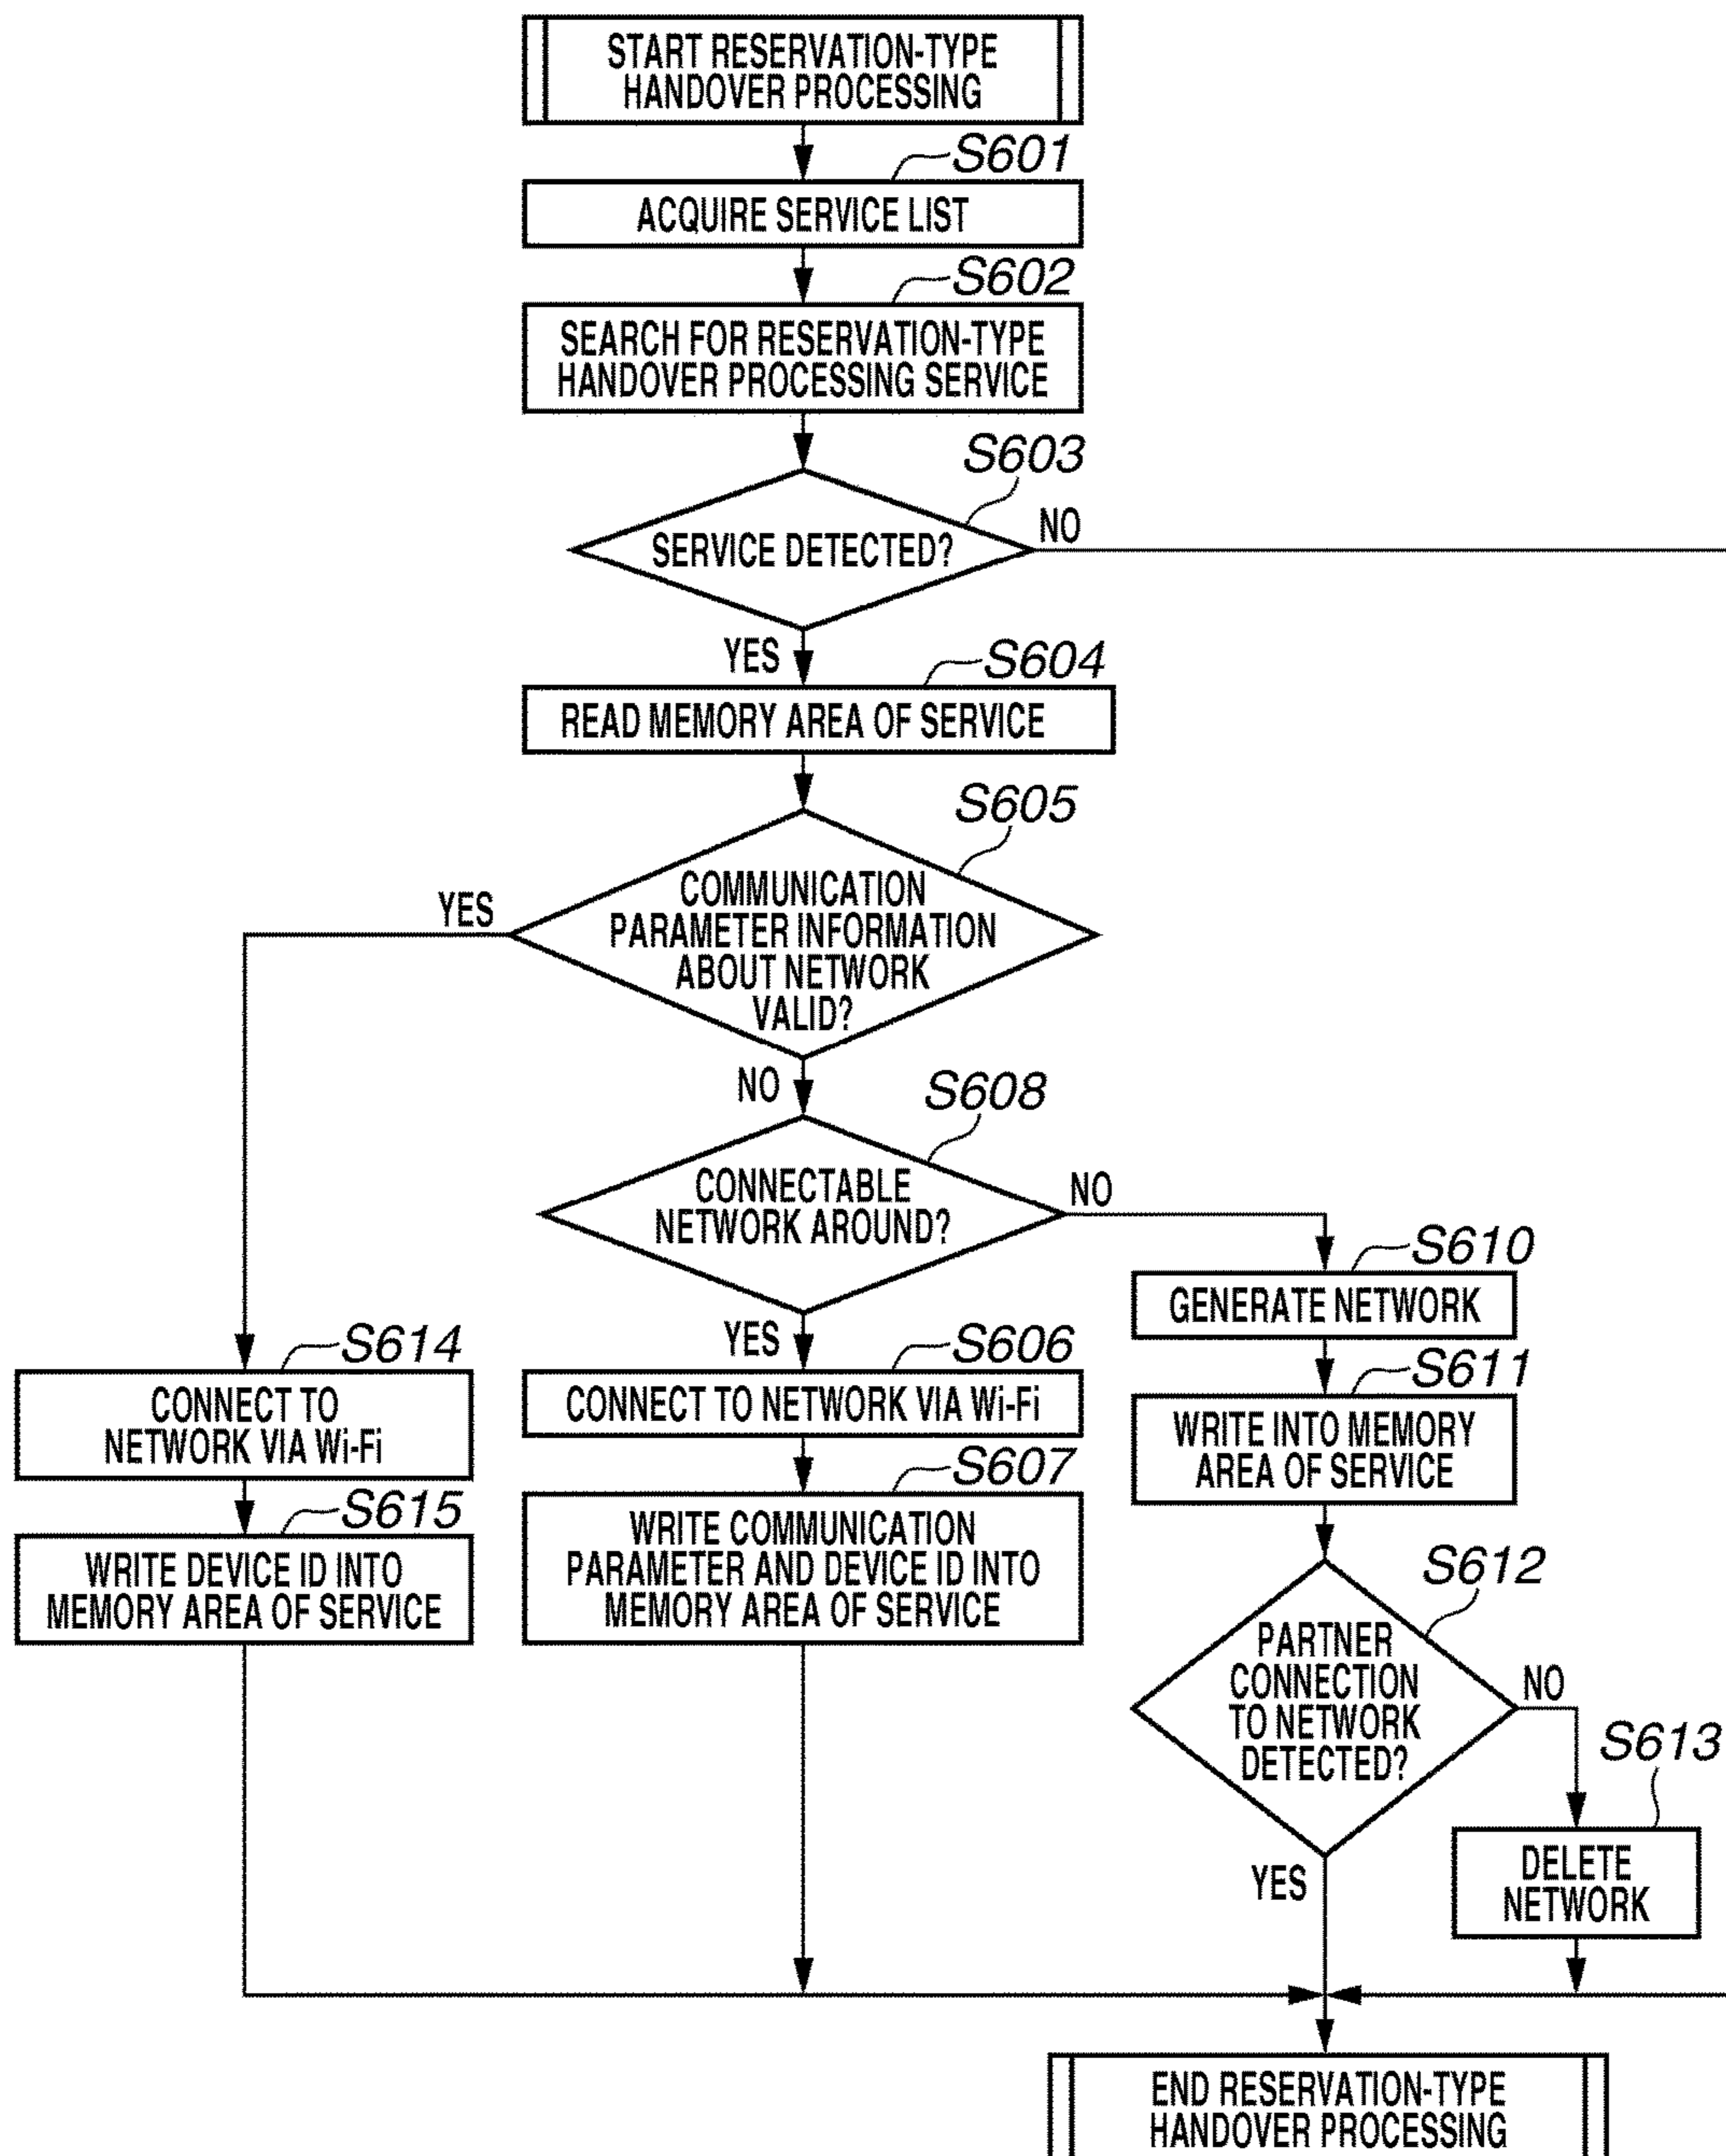 START RESERVATION-TYPE
HANDOVER PROCESSING
S601
ACQUIRE SERVICE LIST
S602
SEARCH FOR RESERVATION-TYPE
HANDOVER PROCESSING SERVICE
S603
SERVICE DETECTED?
NO
YES
S604
READ MEMORY AREA OF SERVICE
S605
COMMUNICATION
PARAMETER INFORMATION
ABOUT NETWORK
VALID?
YES
NO
S608
CONNECTABLE
NETWORK AROUND?
NO
YES
S610
GENERATE NETWORK
S614
CONNECT TO
NETWORK VIA Wi-Fi
S606
CONNECT TO NETWORK VIA Wi-Fi
S611
WRITE INTO MEMORY
AREA OF SERVICE
S615
WRITE DEVICE ID INTO
MEMORY AREA OF SERVICE
S607
WRITE COMMUNICATION
PARAMETER AND DEVICE ID INTO
MEMORY AREA OF SERVICE
S612
PARTNER
CONNECTION
TO NETWORK
DETECTED?
NO
YES
S613
DELETE
NETWORK
END RESERVATION-TYPE
HANDOVER PROCESSING